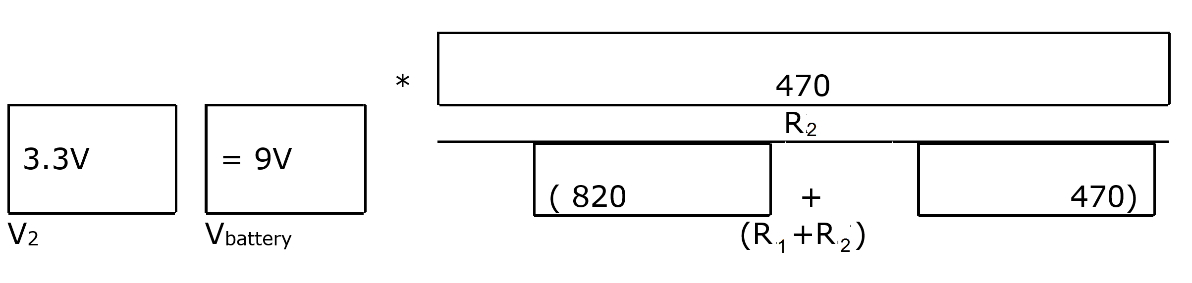 * 470
R2
3.3V = 9V
( 820 + 470)
V2 Vbattery (R1+R2)